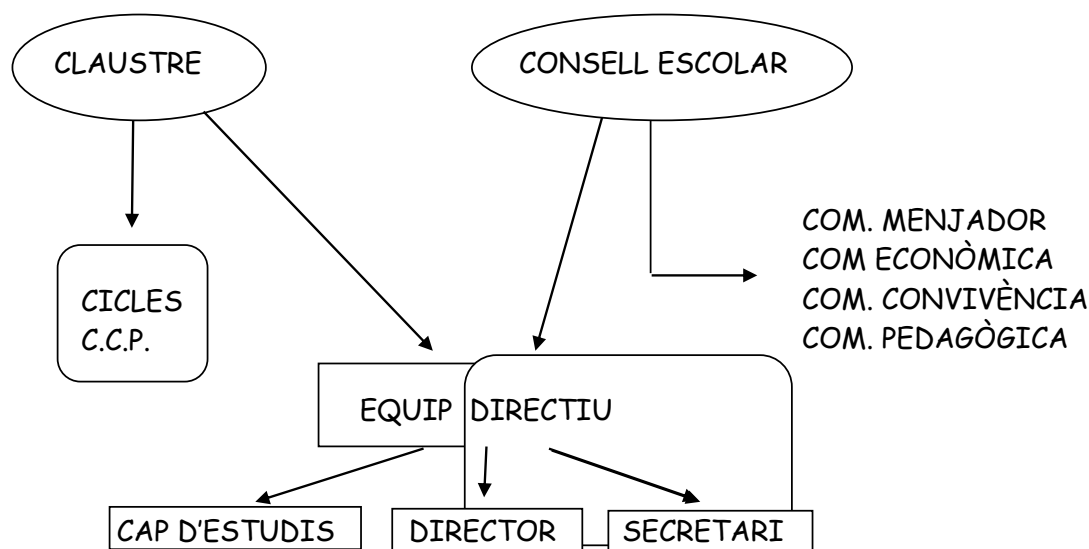 CLAUSTRE
CONSELL ESCOLAR
COM. MENJADOR
COM ECONÒMICA
COM. CONVIVÈNCIA
COM. PEDAGÒGICA
CICLES
C.C.P.
EQUIP DIRECTIU
CAP D'ESTUDIS
DIRECTOR
SECRETARI